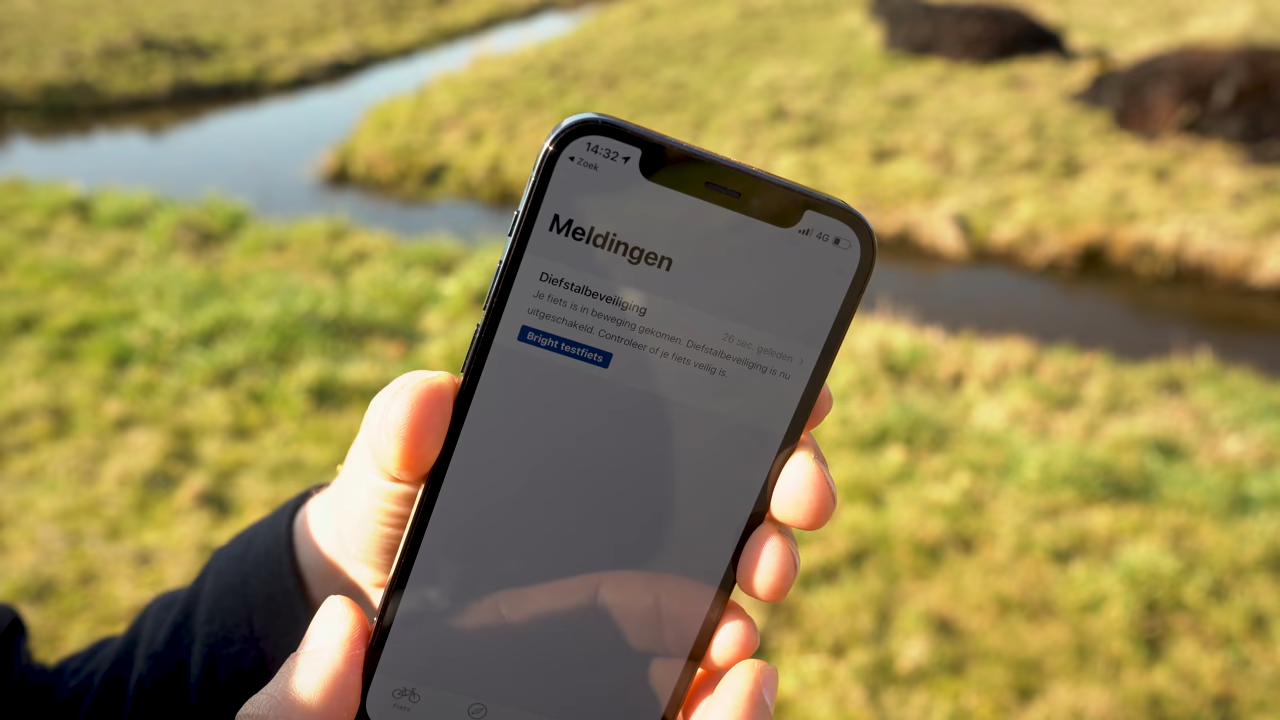 14:32
Zoek
4G
Meldingen
Diefstalbeveiliging
26 sec. geleden
Je fiets is in beweging gekomen. Diefstalbeveiliging is nu
uitgeschakeld. Controleer of je fiets veilig is.
Bright testfiets
Fiets